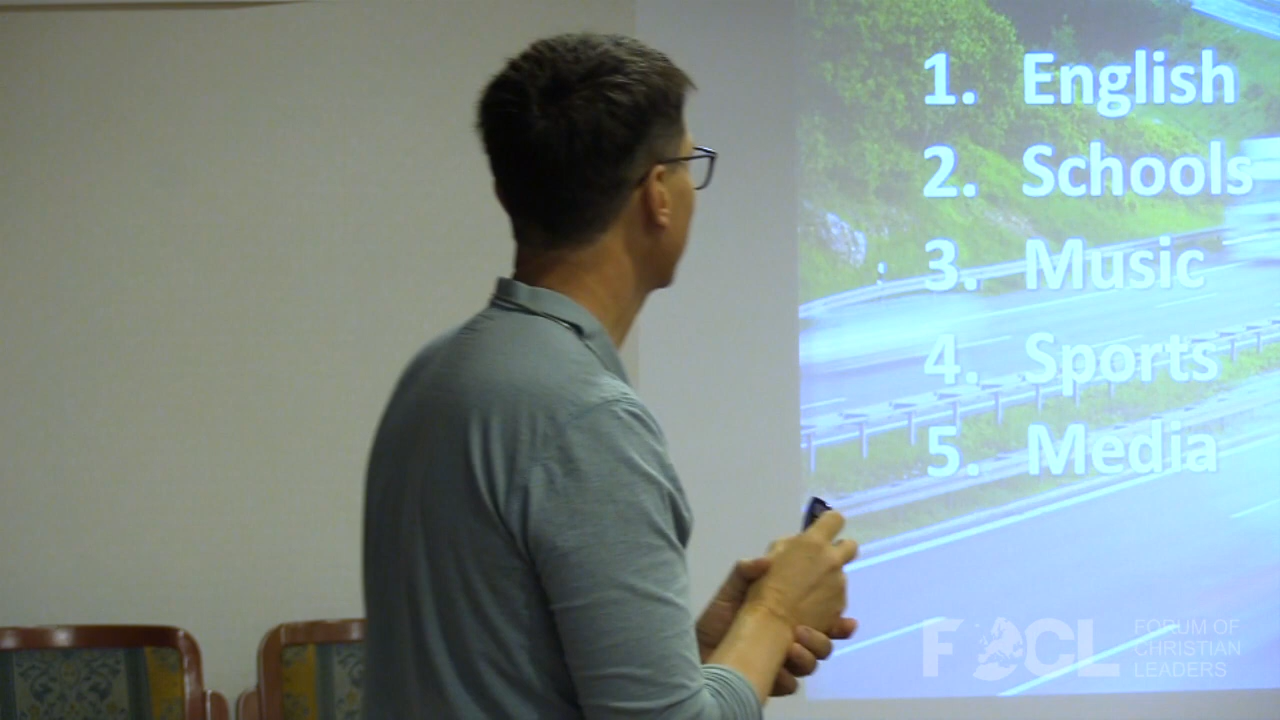 1. English
2. Schools
3. Music
4. Sports
5. Media
FOCL
FORUM OF
CHRISTIAN
LEADERS